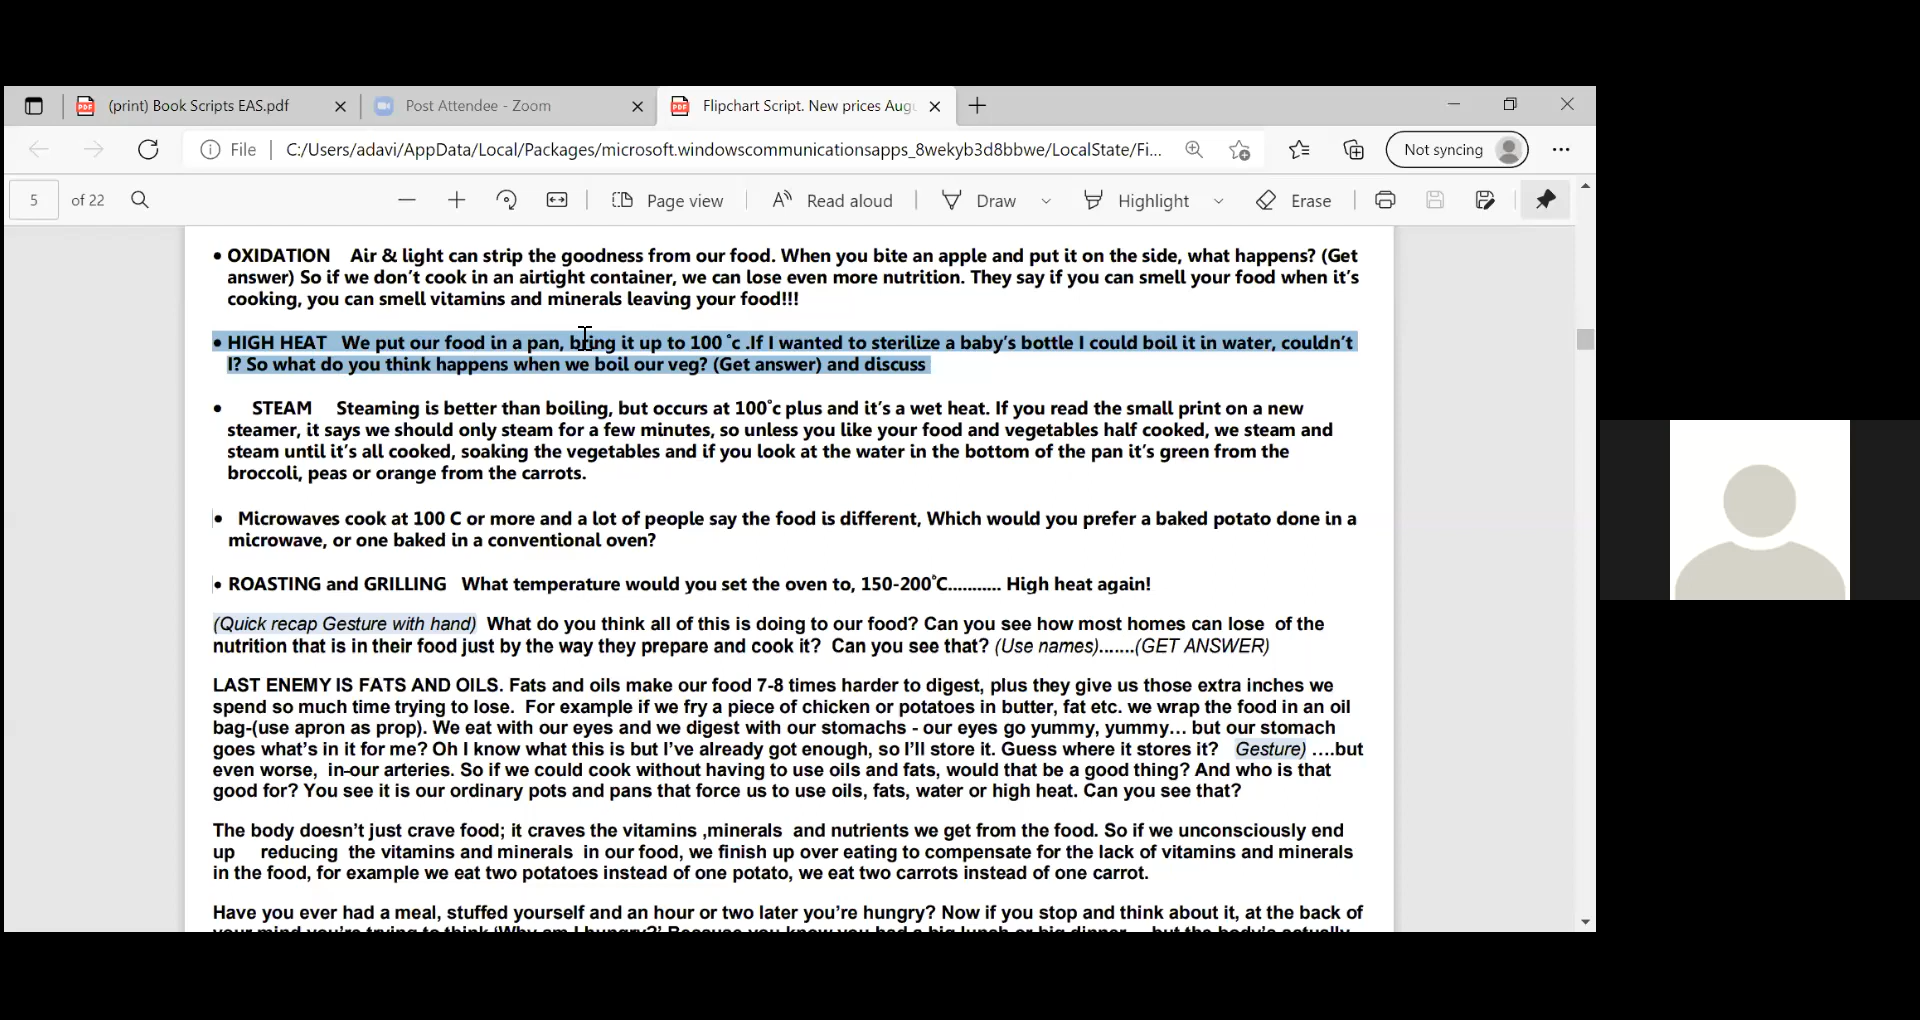 (print) Book Scripts EAS.pdf
Post Attendee - Zoom
Flipchart Script. New prices Aug
File
C:/Users/adavi/AppData/Local/Packages/microsoft.windowscommunicationsapps_8wekyb3d8bbwe/LocalState/Fi...
Not syncing
5 of 22
Page view
Read aloud
Draw
Highlight
Erase
• OXIDATION Air & light can strip the goodness from our food. When you bite an apple and put it on the side, what happens? (Get
answer) So if we don't cook in an airtight container, we can lose even more nutrition. They say if you can smell your food when it's
cooking, you can smell vitamins and minerals leaving your food!!!
• HIGH HEAT We put our food in a pan, bring it up to 100 ˚c .If I wanted to sterilize a baby's bottle I could boil it in water, couldn't
I? So what do you think happens when we boil our veg? (Get answer) and discuss
• STEAM Steaming is better than boiling, but occurs at 100˚c plus and it's a wet heat. If you read the small print on a new
steamer, it says we should only steam for a few minutes, so unless you like your food and vegetables half cooked, we steam and
steam until it's all cooked, soaking the vegetables and if you look at the water in the bottom of the pan it's green from the
broccoli, peas or orange from the carrots.
• Microwaves cook at 100 C or more and a lot of people say the food is different, Which would you prefer a baked potato done in a
microwave, or one baked in a conventional oven?
• ROASTING and GRILLING What temperature would you set the oven to, 150-200˚C........... High heat again!
(Quick recap Gesture with hand) What do you think all of this is doing to our food? Can you see how most homes can lose of the
nutrition that is in their food just by the way they prepare and cook it? Can you see that? (Use names).......(GET ANSWER)
LAST ENEMY IS FATS AND OILS. Fats and oils make our food 7-8 times harder to digest, plus they give us those extra inches we
spend so much time trying to lose. For example if we fry a piece of chicken or potatoes in butter, fat etc. we wrap the food in an oil
bag-(use apron as prop). We eat with our eyes and we digest with our stomachs - our eyes go yummy, yummy... but our stomach
goes what's in it for me? Oh I know what this is but I've already got enough, so I'll store it. Guess where it stores it? Gesture) ....but
even worse, in-our arteries. So if we could cook without having to use oils and fats, would that be a good thing? And who is that
good for? You see it is our ordinary pots and pans that force us to use oils, fats, water or high heat. Can you see that?
The body doesn't just crave food; it craves the vitamins ,minerals and nutrients we get from the food. So if we unconsciously end
up reducing the vitamins and minerals in our food, we finish up over eating to compensate for the lack of vitamins and minerals
in the food, for example we eat two potatoes instead of one potato, we eat two carrots instead of one carrot.
Have you ever had a meal, stuffed yourself and an hour or two later you're hungry? Now if you stop and think about it, at the back of
your mind you're trying to think 'Why am I hungry?' Because you know you had a big lunch or big dinner... but the body's actually